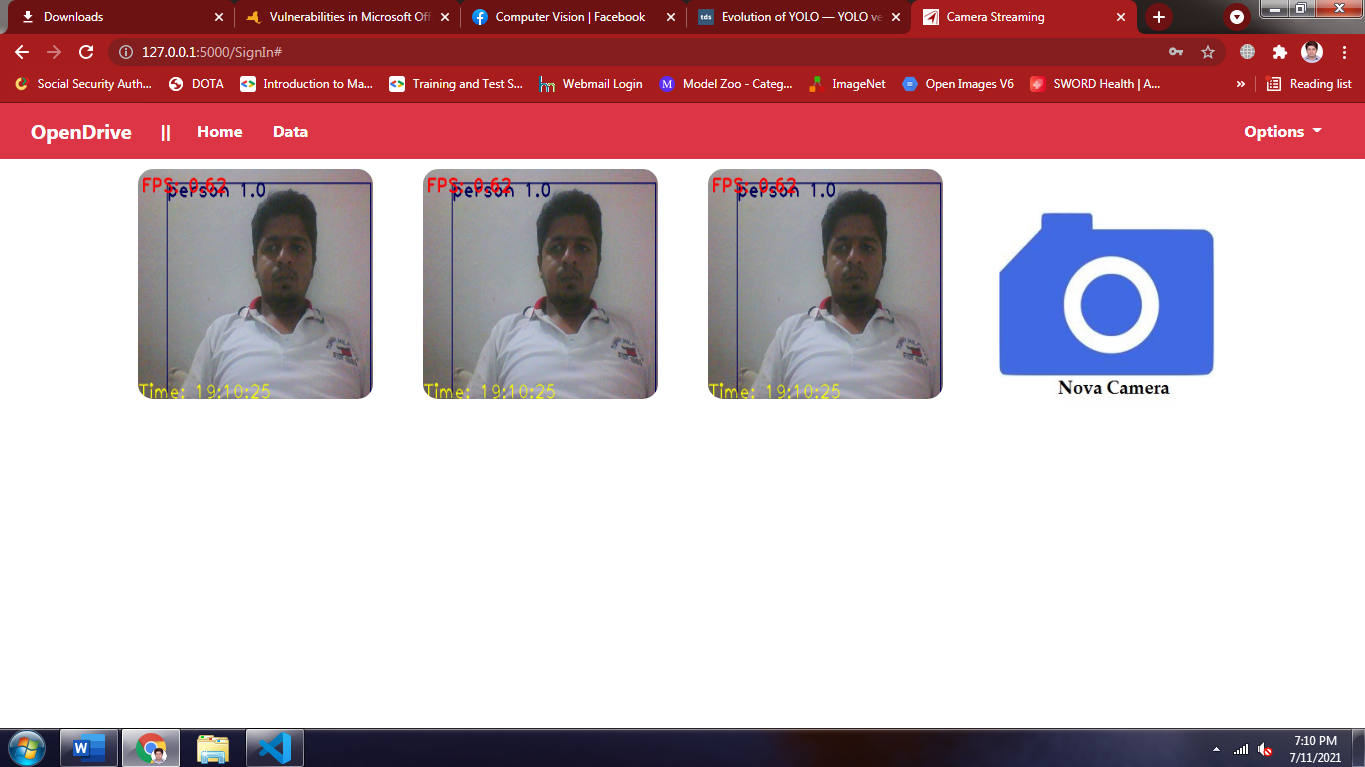 Downloads
Vulnerabilities in Microsoft Off
Computer Vision | Facebook
tds
Evolution of YOLO — YOLO ve
Camera Streaming
127.0.0.1:5000/SignIn#
Social Security Auth...
DOTA
Introduction to Ma...
Training and Test S...
Webmail Login
Model Zoo - Categ...
ImageNet
Open Images V6
SWORD Health | A...
»
Reading list
OpenDrive || Home Data
Options
FPS: 0.62
person 1.0
Time: 19:10:25
FPS: 0.62
person 1.0
Time: 19:10:25
FPS: 0.62
person 1.0
Time: 19:10:25
Nova Camera
7:10 PM
7/11/2021